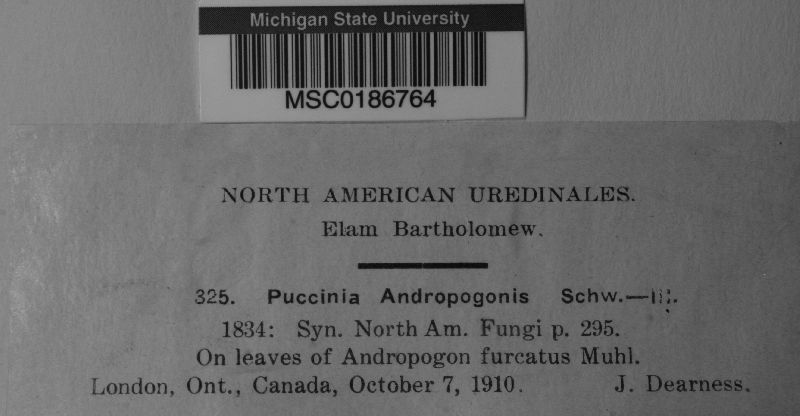 Michigan State University
MSC0186764
NORTH AMERICAN UREDINALES.
Elam Bartholomew.
325. Puccinia Andropogonis Schw.—
1834: Syn. North Am. Fungi p. 295.
On leaves of Andropogon furcatus Muhl.
London, Ont., Canada, October 7, 1910. J. Dearness.